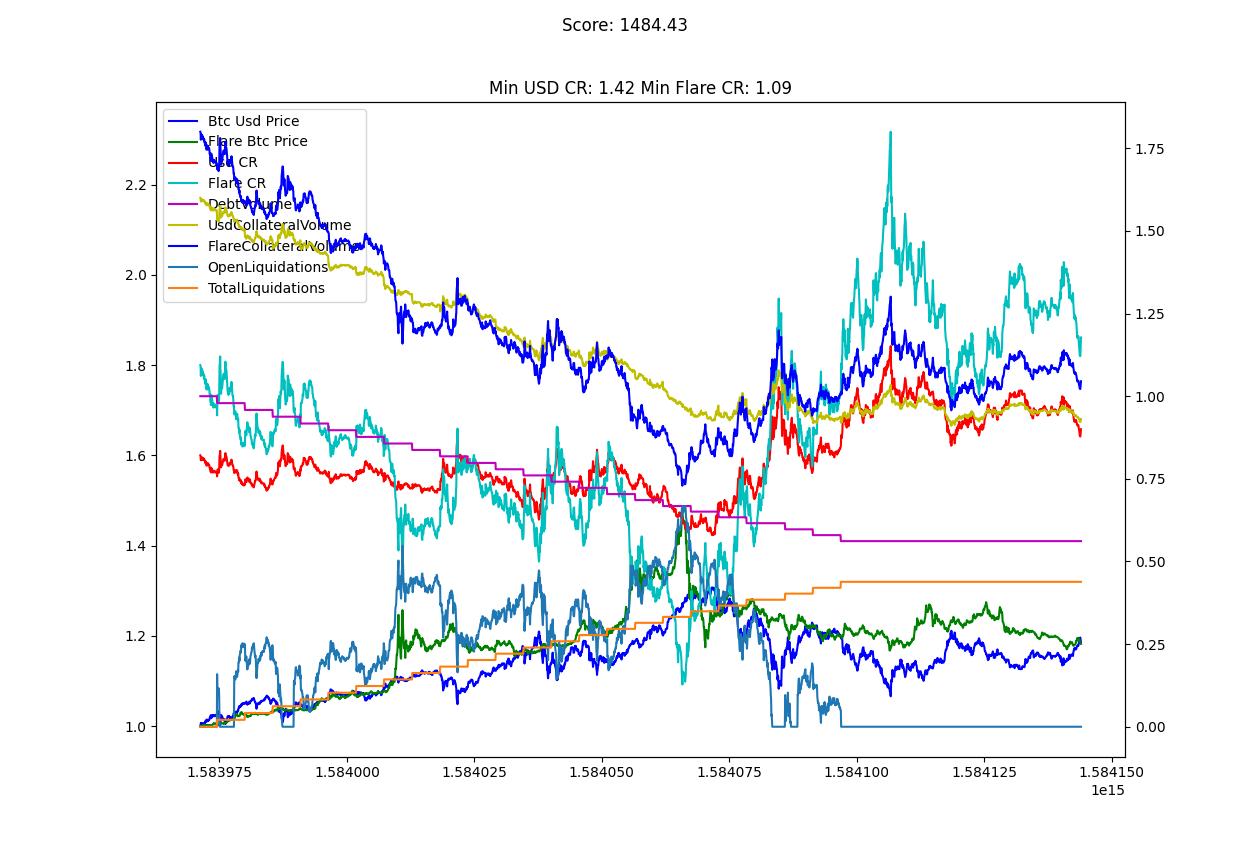 Score: 1484.43
Min USD CR: 1.42 Min Flare CR: 1.09
Btc Usd Price
Flare Btc Price
Usd CR
Flare CR
DebtVolume
UsdCollateralVolume
FlareCollateralVolume
OpenLiquidations
TotalLiquidations
2.2
2.0
1.8
1.6
1.4
1.2
1.0
1.75
1.50
1.25
1.00
0.75
0.50
0.25
0.00
1.583975 1.584000 1.584025 1.584050 1.584075 1.584100 1.584125 1.584150
1e15